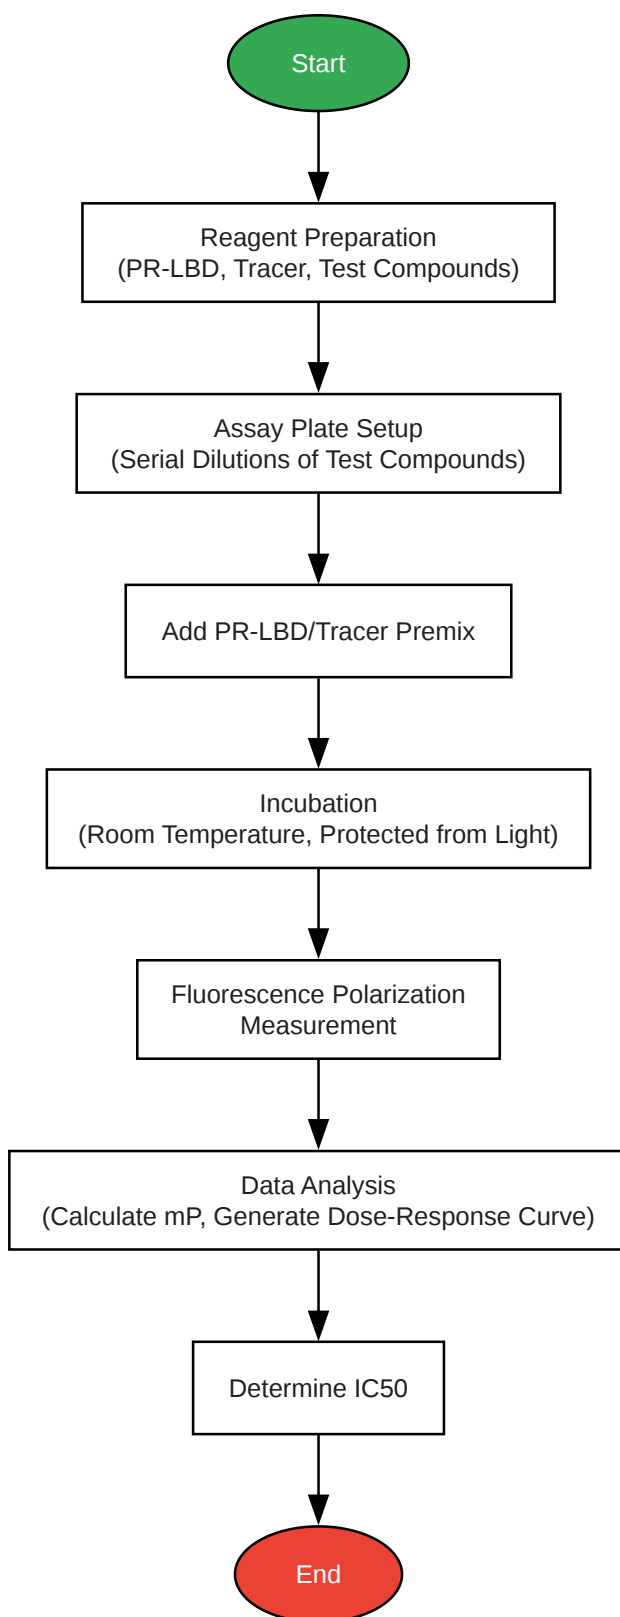 Start
Reagent Preparation
(PR-LBD, Tracer, Test Compounds)
Assay Plate Setup
(Serial Dilutions of Test Compounds)
Add PR-LBD/Tracer Premix
Incubation
(Room Temperature, Protected from Light)
Fluorescence Polarization
Measurement
Data Analysis
(Calculate mP, Generate Dose-Response Curve)
Determine IC50
End